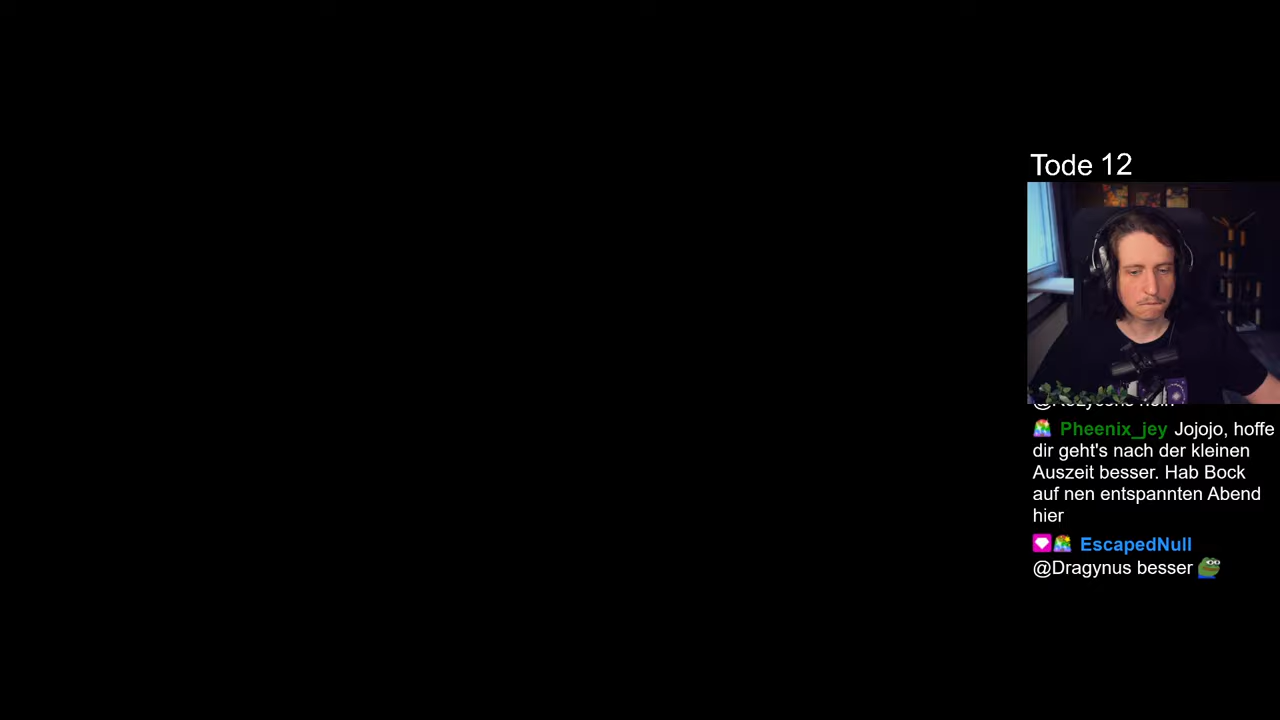 Tode 12
Pheenix_jey Jojojo, hoffe
dir geht's nach der kleinen
Auszeit besser. Hab Bock
auf nen entspannten Abend
hier
EscapedNull
@Dragynus besser